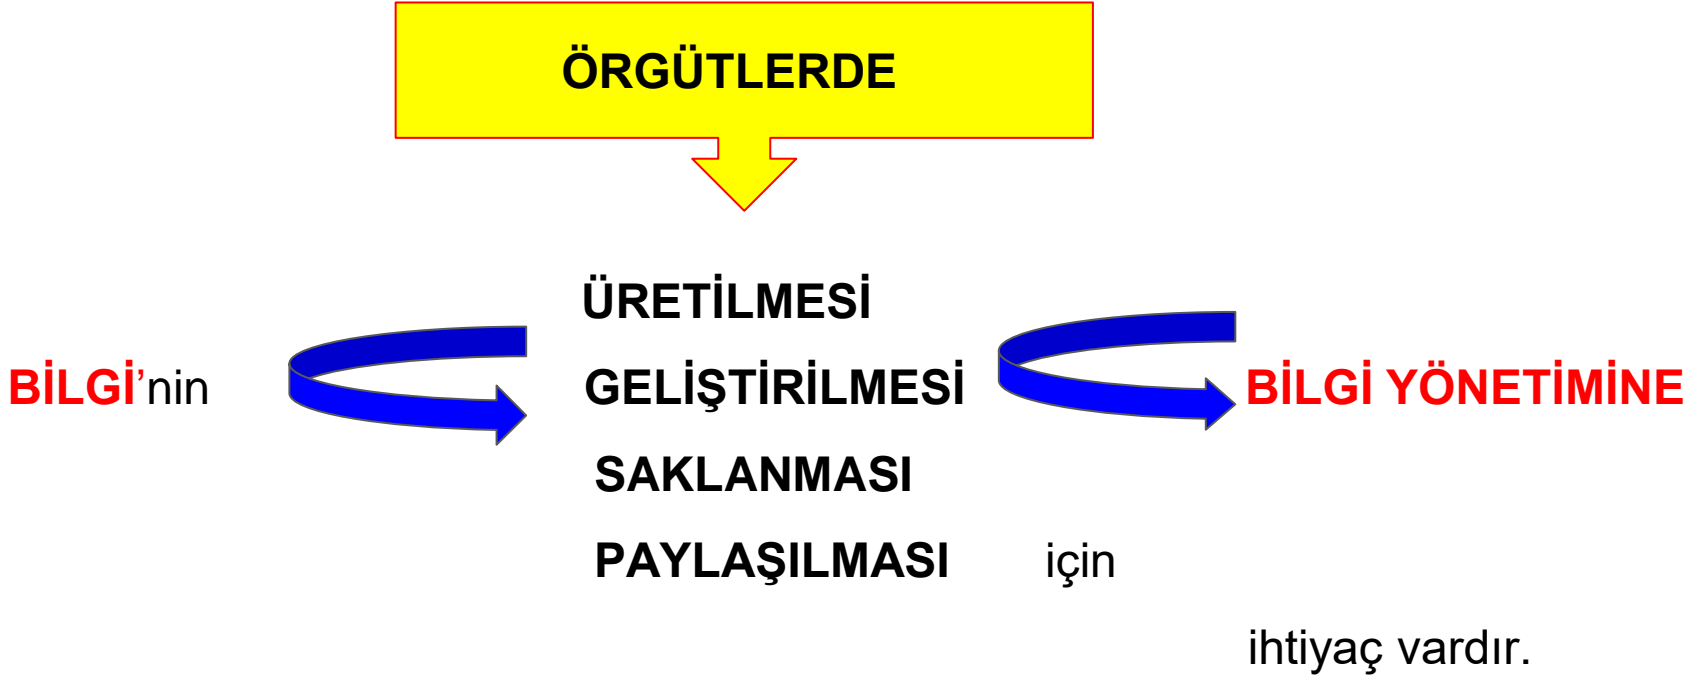 ÖRGÜTLERDE
ÜRETİLMESİ
BİLGİ'nin GELİŞTİRİLMESİ BİLGİ YÖNETİMİNE
SAKLANMASI
PAYLAŞILMASI için
ihtiyaç vardır.